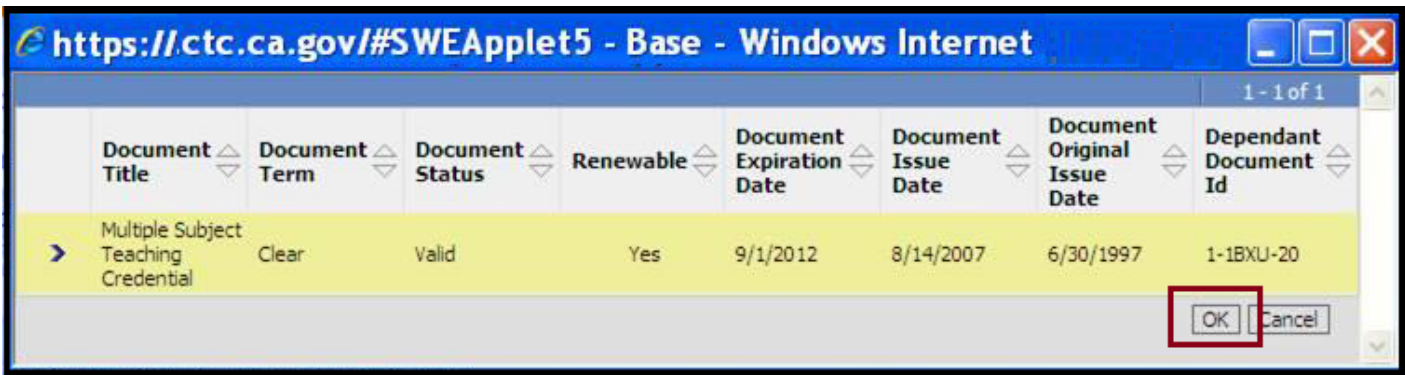 https://.ctc.ca.gov/#SWEApplet5 - Base - Windows Internet
1 - 1 of 1
Document Title Document Term Document Status Renewable Document Expiration Date Document Issue Date Document Original Issue Date Dependant Document Id
Multiple Subject Teaching Credential Clear Valid Yes 9/1/2012 8/14/2007 6/30/1997 1-1BXU-20
OK Cancel